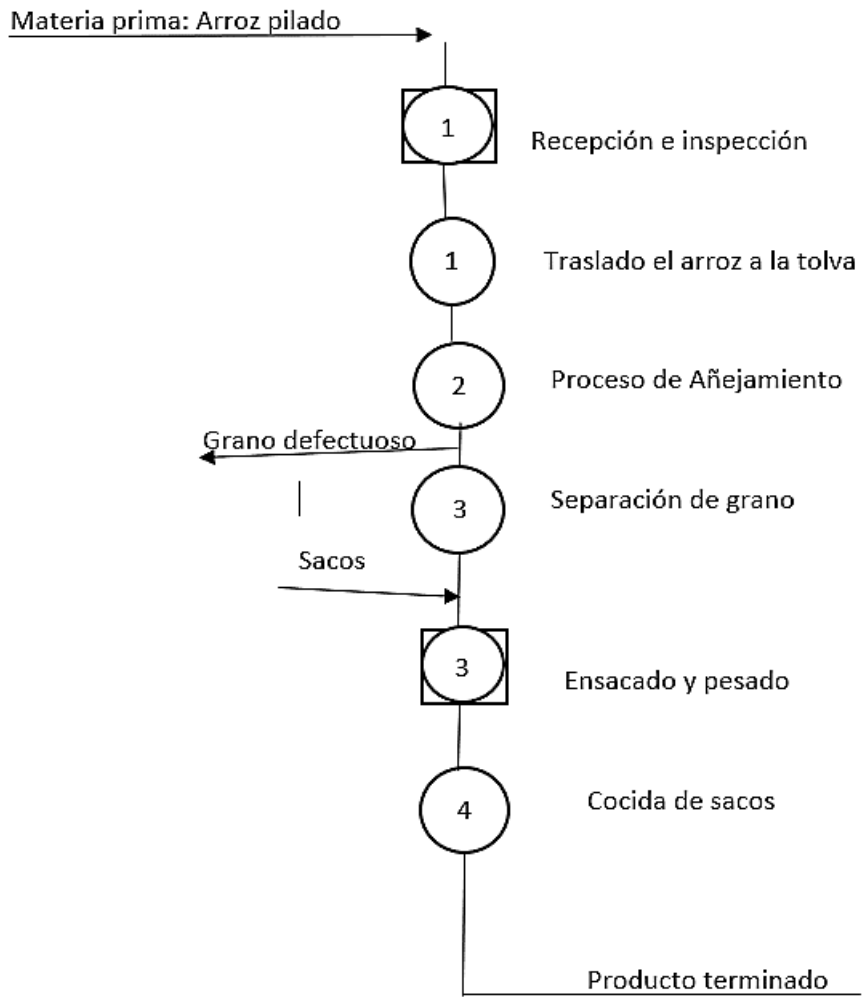 Materia prima: Arroz pilado
1
Recepción e inspección
1
Traslado el arroz a la tolva
2
Proceso de Añejamiento
Grano defectuoso
3
Separación de grano
Sacos
3
Ensacado y pesado
4
Cocida de sacos
Producto terminado